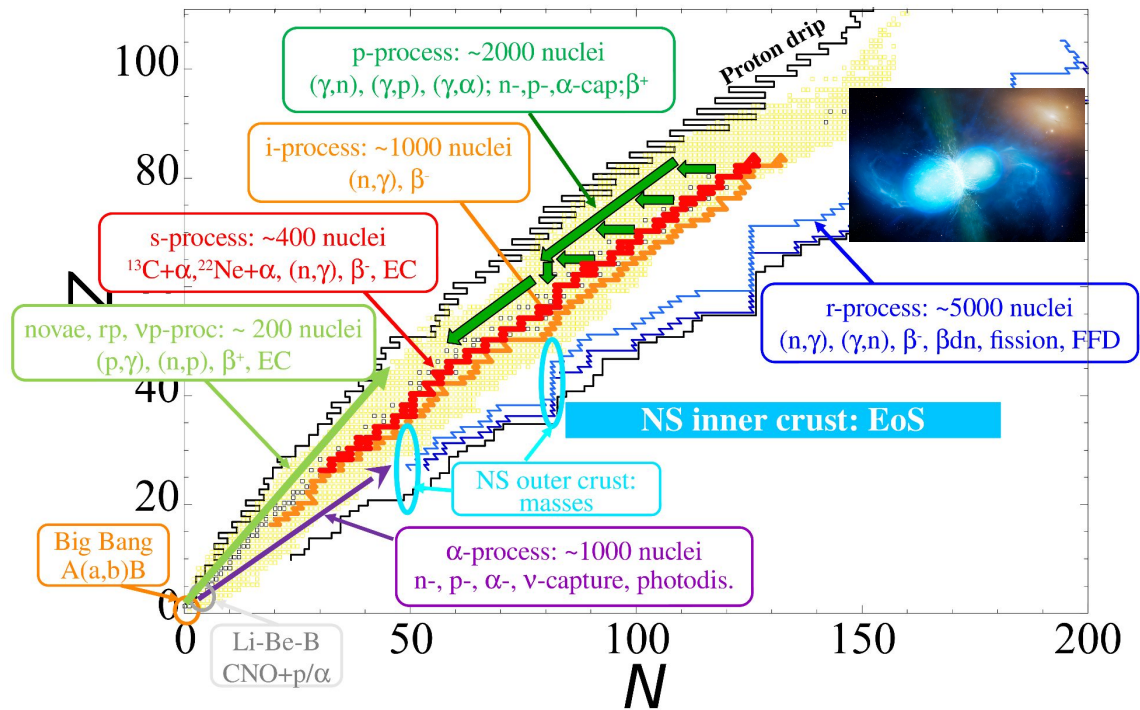 100
80
60
40
20
0
Z
p-process: ~2000 nuclei
(γ,n), (γ,p), (γ,α); n-,p-,α-cap;β⁺
Proton drip
i-process: ~1000 nuclei
(n,γ), β⁻
s-process: ~400 nuclei
¹³C+α,²²Ne+α, (n,γ), β⁻, EC
novae, rp, νp-proc: ~ 200 nuclei
(p,γ), (n,p), β⁺, EC
r-process: ~5000 nuclei
(n,γ), (γ,n), β⁻, βdn, fission, FFD
NS inner crust: EoS
NS outer crust:
masses
α-process: ~1000 nuclei
n-, p-, α-, ν-capture, photodis.
Big Bang
A(a,b)B
Li-Be-B
CNO+p/α
0 50 100 150 200
N